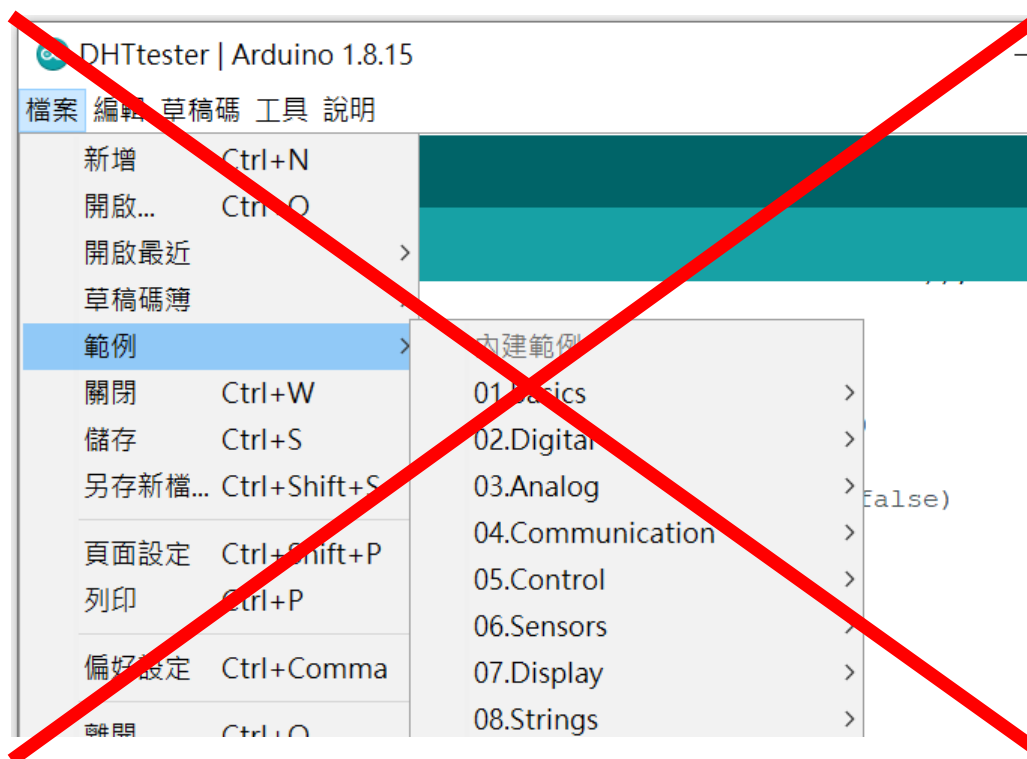 DHTtester | Arduino 1.8.15
檔案 編輯 草稿碼 工具 說明
新增 Ctrl+N
開啟... Ctrl+O
開啟最近
草稿碼簿
範例
關閉 Ctrl+W
儲存 Ctrl+S
另存新檔... Ctrl+Shift+S
頁面設定 Ctrl+Shift+P
列印 Ctrl+P
偏好設定 Ctrl+Comma
離開 Ctrl+Q
內建範例
01.Basics
02.Digital
03.Analog
04.Communication
05.Control
06.Sensors
07.Display
08.Strings
false)